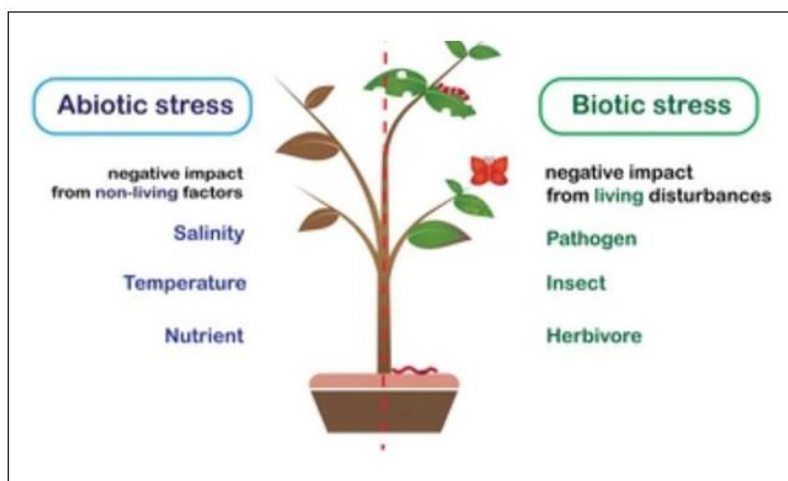 Abiotic stress
negative impact
from non-living factors
Salinity
Temperature
Nutrient
Biotic stress
negative impact
from living disturbances
Pathogen
Insect
Herbivore